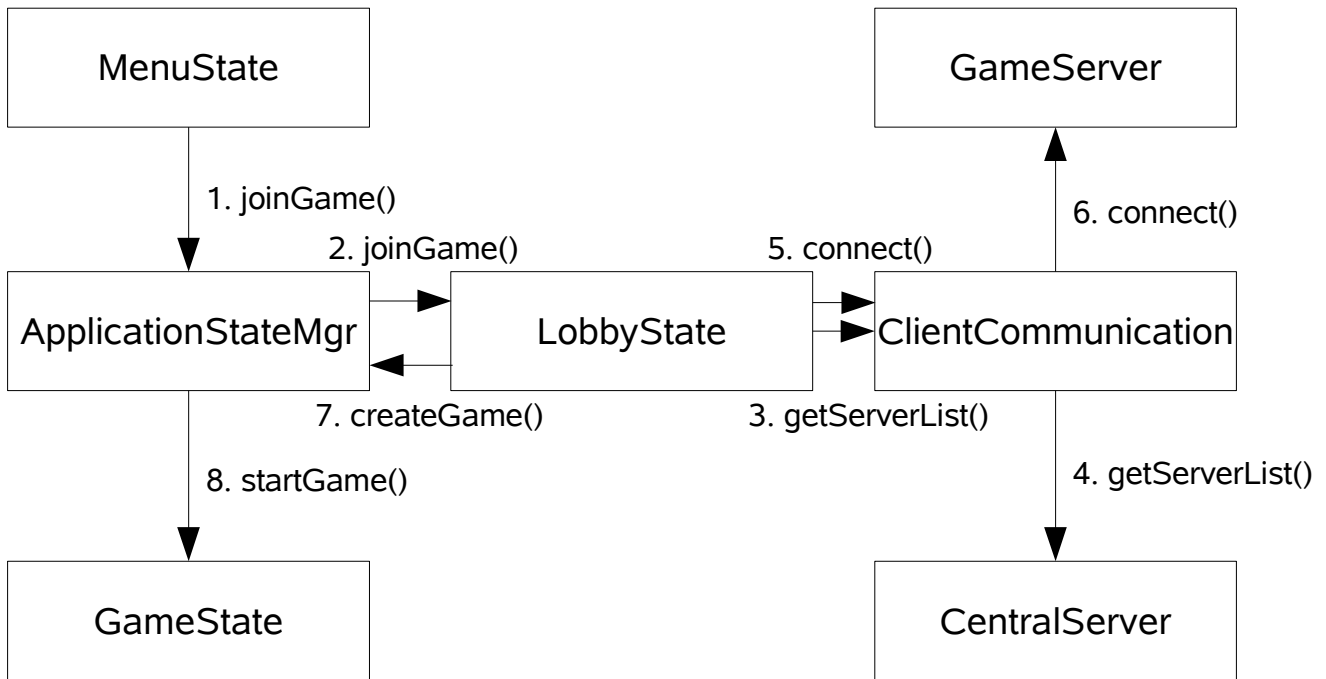 MenuState
GameServer
1. joinGame()
6. connect()
2. joinGame()
5. connect()
ApplicationStateMgr
LobbyState
ClientCommunication
7. createGame()
3. getServerList()
8. startGame()
4. getServerList()
GameState
CentralServer